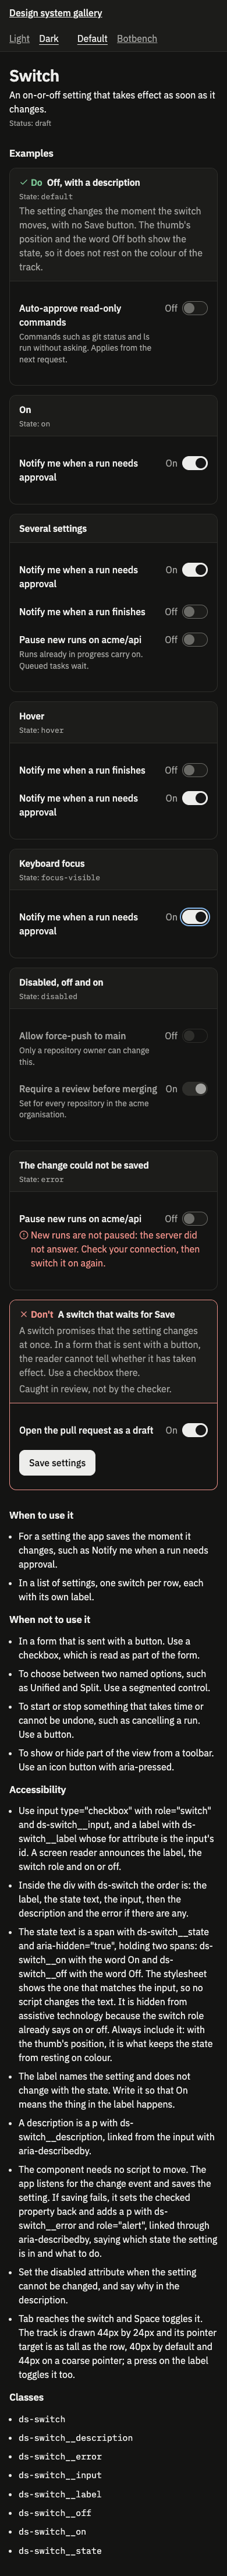 Design system gallery
Light Dark Default Botbench
Switch
An on-or-off setting that takes effect as soon as it
changes.
Status: draft
Examples
Do Off, with a description
State: default
The setting changes the moment the switch
moves, with no Save button. The thumb's
position and the word Off both show the
state, so it does not rest on the colour of the
track.
Auto-approve read-only
commands
Off
Commands such as git status and ls
run without asking. Applies from the
next request.
On
State: on
Notify me when a run needs
approval
On
Several settings
Notify me when a run needs
approval
On
Notify me when a run finishes
Off
Pause new runs on acme/api
Off
Runs already in progress carry on.
Queued tasks wait.
Hover
State: hover
Notify me when a run finishes
Off
Notify me when a run needs
approval
On
Keyboard focus
State: focus-visible
Notify me when a run needs
approval
On
Disabled, off and on
State: disabled
Allow force-push to main
Off
Only a repository owner can change
this.
Require a review before merging
On
Set for every repository in the acme
organisation.
The change could not be saved
State: error
Pause new runs on acme/api
Off
New runs are not paused: the server did
not answer. Check your connection, then
switch it on again.
Don't A switch that waits for Save
A switch promises that the setting changes
at once. In a form that is sent with a button,
the reader cannot tell whether it has taken
effect. Use a checkbox there.
Caught in review, not by the checker.
Open the pull request as a draft
On
Save settings
When to use it
• For a setting the app saves the moment it
changes, such as Notify me when a run needs
approval.
• In a list of settings, one switch per row, each
with its own label.
When not to use it
• In a form that is sent with a button. Use a
checkbox, which is read as part of the form.
• To choose between two named options, such
as Unified and Split. Use a segmented control.
• To start or stop something that takes time or
cannot be undone, such as cancelling a run.
Use a button.
• To show or hide part of the view from a toolbar.
Use an icon button with aria-pressed.
Accessibility
• Use input type="checkbox" with role="switch"
and ds-switch__input, and a label with ds-
switch__label whose for attribute is the input's
id. A screen reader announces the label, the
switch role and on or off.
• Inside the div with ds-switch the order is: the
label, the state text, the input, then the
description and the error if there are any.
• The state text is a span with ds-switch__state
and aria-hidden="true", holding two spans: ds-
switch__on with the word On and ds-
switch__off with the word Off. The stylesheet
shows the one that matches the input, so no
script changes the text. It is hidden from
assistive technology because the switch role
already says on or off. Always include it: with
the thumb's position, it is what keeps the state
from resting on colour.
• The label names the setting and does not
change with the state. Write it so that On
means the thing in the label happens.
• A description is a p with ds-
switch__description, linked from the input with
aria-describedby.
• The component needs no script to move. The
app listens for the change event and saves the
setting. If saving fails, it sets the checked
property back and adds a p with ds-
switch__error and role="alert", linked through
aria-describedby, saying which state the setting
is in and what to do.
• Set the disabled attribute when the setting
cannot be changed, and say why in the
description.
• Tab reaches the switch and Space toggles it.
The track is drawn 44px by 24px and its pointer
target is as tall as the row, 40px by default and
44px on a coarse pointer; a press on the label
toggles it too.
Classes
• ds-switch
• ds-switch__description
• ds-switch__error
• ds-switch__input
• ds-switch__label
• ds-switch__off
• ds-switch__on
• ds-switch__state